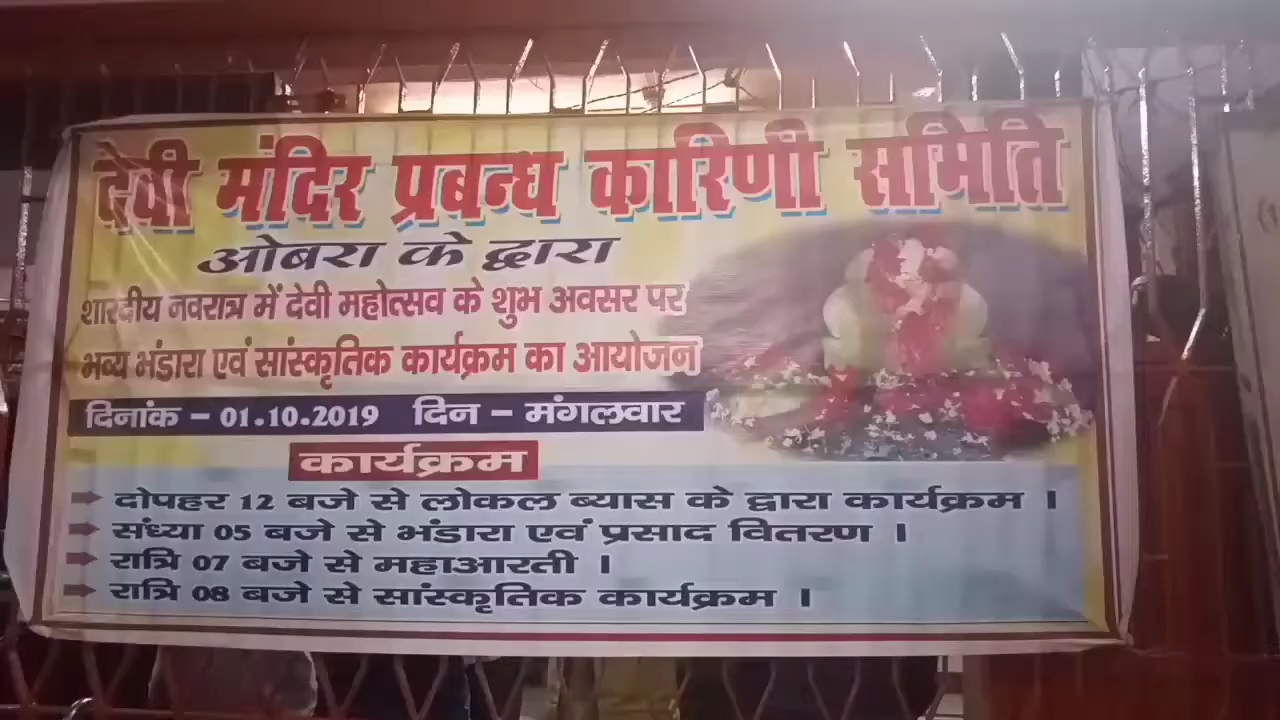 देवी मंदिर प्रबन्ध कारिणी समिति
ओबरा के द्वारा
शारदीय नवरात्र में देवी महोत्सव के शुभ अवसर पर
भव्य भंडारा एवं सांस्कृतिक कार्यक्रम का आयोजन
दिनांक - 01.10.2019 दिन - मंगलवार
कार्यक्रम
दोपहर 12 बजे से लोकल ब्यास के द्वारा कार्यक्रम ।
संध्या 05 बजे से भंडारा एवं प्रसाद वितरण ।
रात्रि 07 बजे से महाआरती ।
रात्रि 08 बजे से सांस्कृतिक कार्यक्रम ।